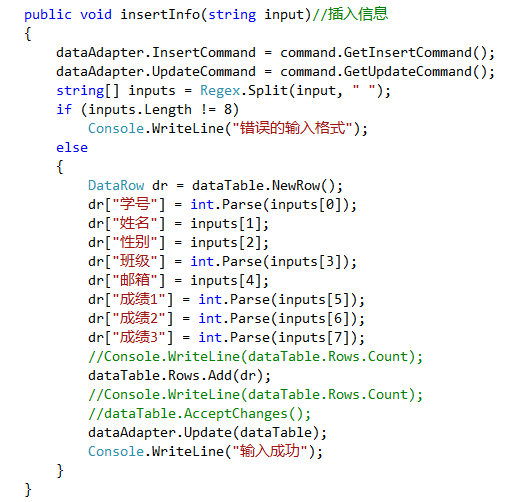 public void insertInfo(string input)//插入信息
{
    dataAdapter.InsertCommand = command.GetInsertCommand();
    dataAdapter.UpdateCommand = command.GetUpdateCommand();
    string[] inputs = Regex.Split(input, " ");
    if (inputs.Length != 8)
        Console.WriteLine("错误的输入格式");
    else
    {
        DataRow dr = dataTable.NewRow();
        dr["学号"] = int.Parse(inputs[0]);
        dr["姓名"] = inputs[1];
        dr["性别"] = inputs[2];
        dr["班级"] = int.Parse(inputs[3]);
        dr["邮箱"] = inputs[4];
        dr["成绩1"] = int.Parse(inputs[5]);
        dr["成绩2"] = int.Parse(inputs[6]);
        dr["成绩3"] = int.Parse(inputs[7]);
        //Console.WriteLine(dataTable.Rows.Count);
        dataTable.Rows.Add(dr);
        //Console.WriteLine(dataTable.Rows.Count);
        //dataTable.AcceptChanges();
        dataAdapter.Update(dataTable);
        Console.WriteLine("输入成功");
    }
}